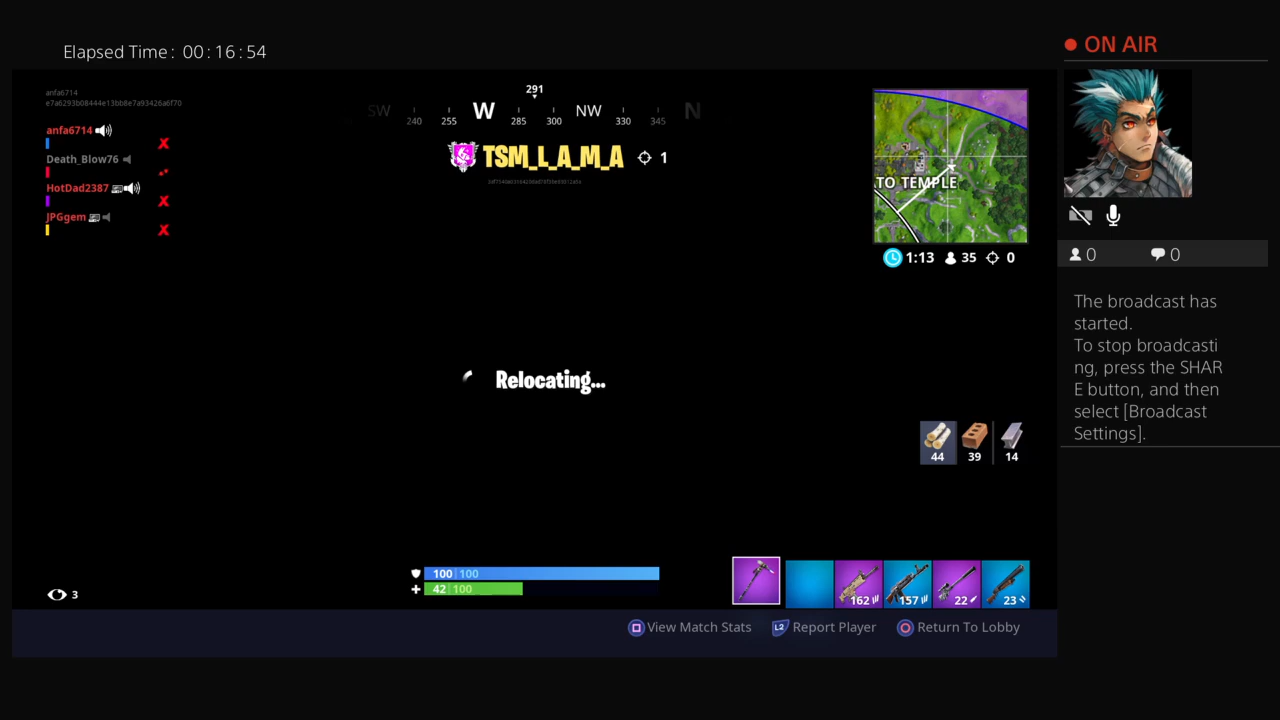 Elapsed Time: 00:16:54
ON AIR
anfa6714
e7a6293b08444e13bb8e7a93426a6f70
anfa6714
Death_Blow76
HotDad2387
JPGgem
291
SW W NW N
240 255 285 300 330 345
TSM_L_A_M_A 1
TO TEMPLE
1:13 35 0
0 0
The broadcast has
started.
To stop broadcasti
ng, press the SHAR
E button, and then
select [Broadcast
Settings].
Relocating...
44 39 14
100 100
42 100
162 157 22 23
3
View Match Stats
L2 Report Player
Return To Lobby